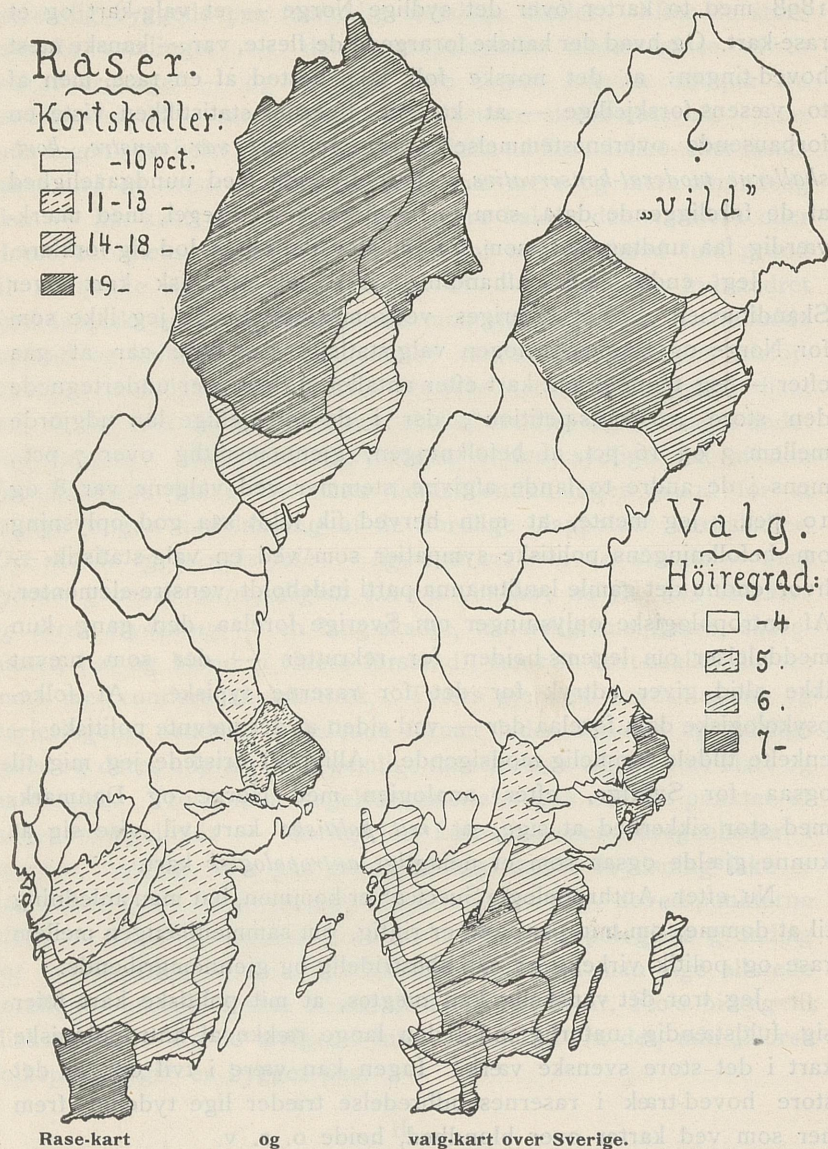 Raser.
Kortskaller:
-10 pct.
11-13 -
14-18 -
19- -
?
„vild”
Valg.
Höiregrad:
-4
5.
6.
7-
Rase-kart og valg-kart over Sverige.